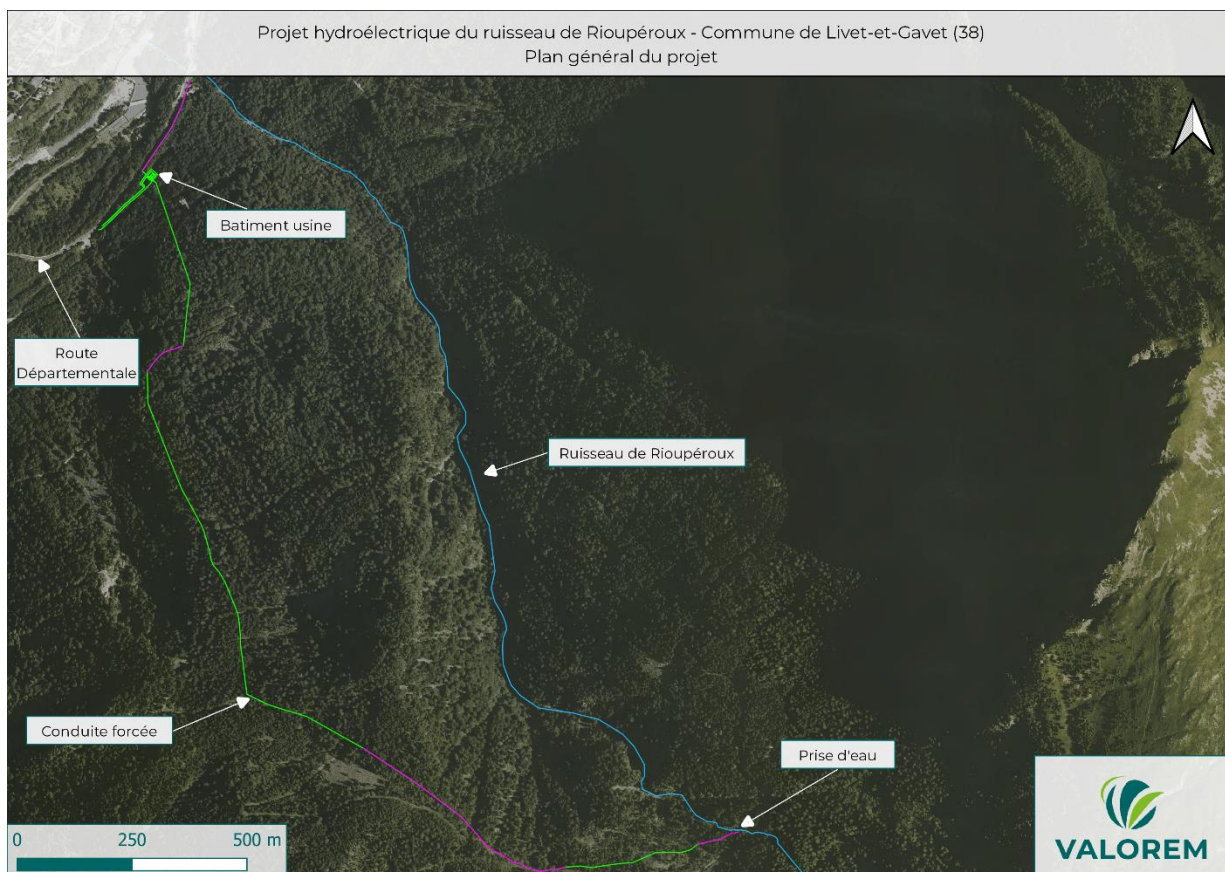 Projet hydroélectrique du ruisseau de Rioupéroux - Commune de Livet-et-Gavet (38)
Plan général du projet
Batiment usine
Route
Départementale
Ruisseau de Rioupéroux
Conduite forcée
Prise d'eau
0 250 500 m
VALOREM